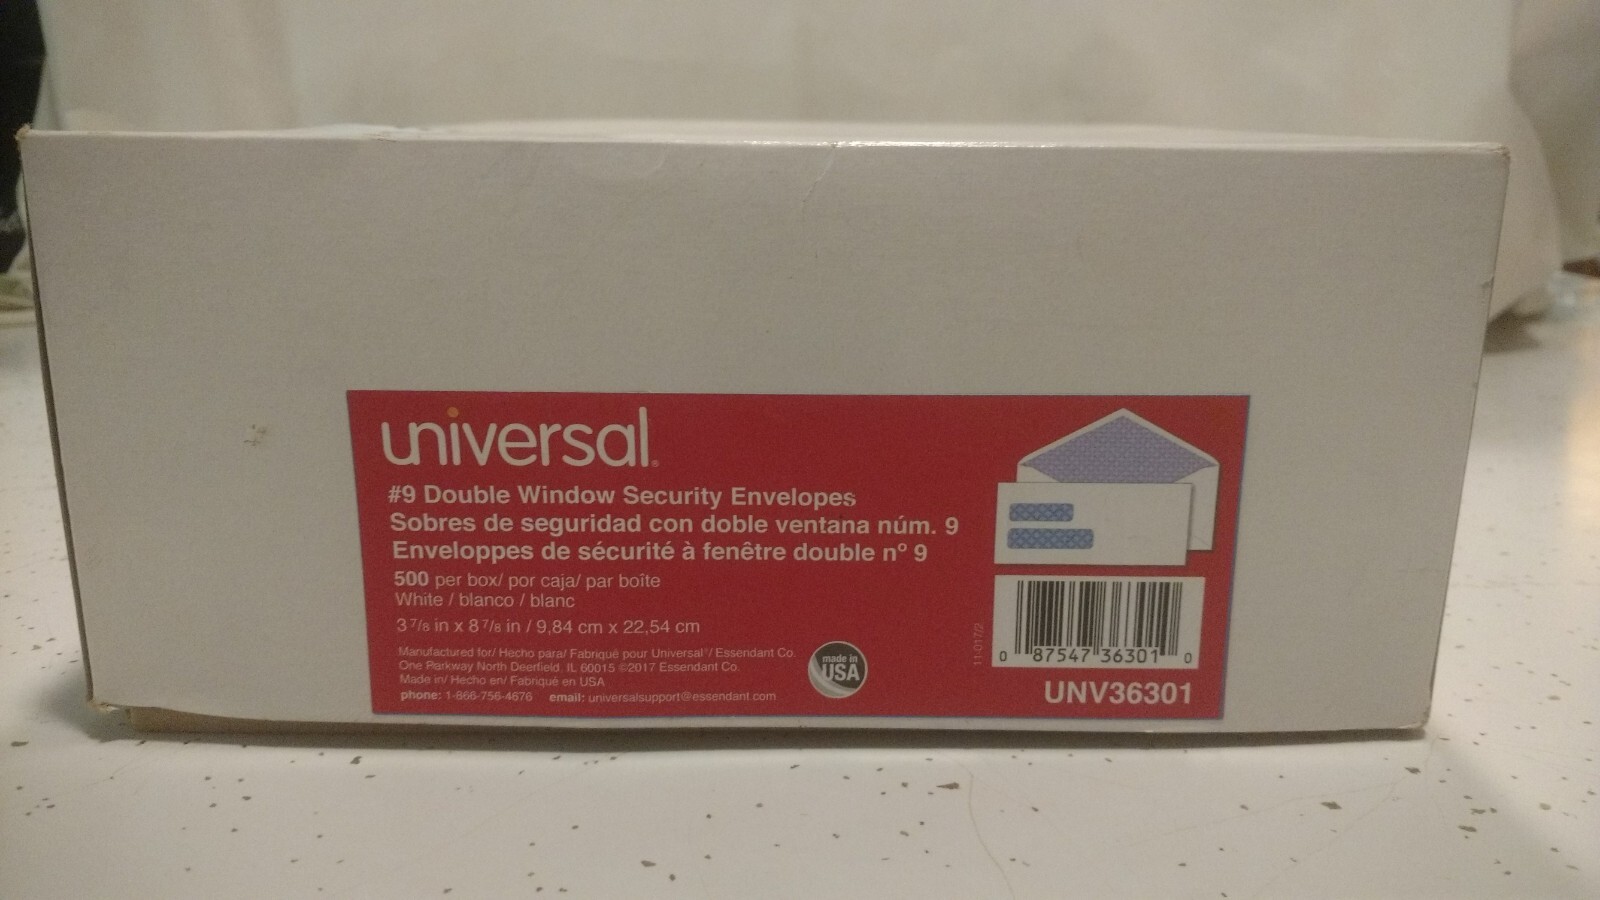 universal®
#9 Double Window Security Envelopes
Sobres de seguridad con doble ventana núm. 9
Enveloppes de sécurité à fenêtre double nº 9
500 per box/ por caja/ par boîte
White / blanco / blanc
3 7/8 in x 8 7/8 in / 9,84 cm x 22,54 cm
Manufactured for/ Hecho para/ Fabriqué pour Universal®/ Essendant Co.
One Parkway North Deerfield, IL 60015 ©2017 Essendant Co.
Made in/ Hecho en/ Fabriqué en USA
phone: 1-866-756-4676 email: universalsupport@essendant.com
made in
USA
11-017/2
0 87547 36301 0
UNV36301